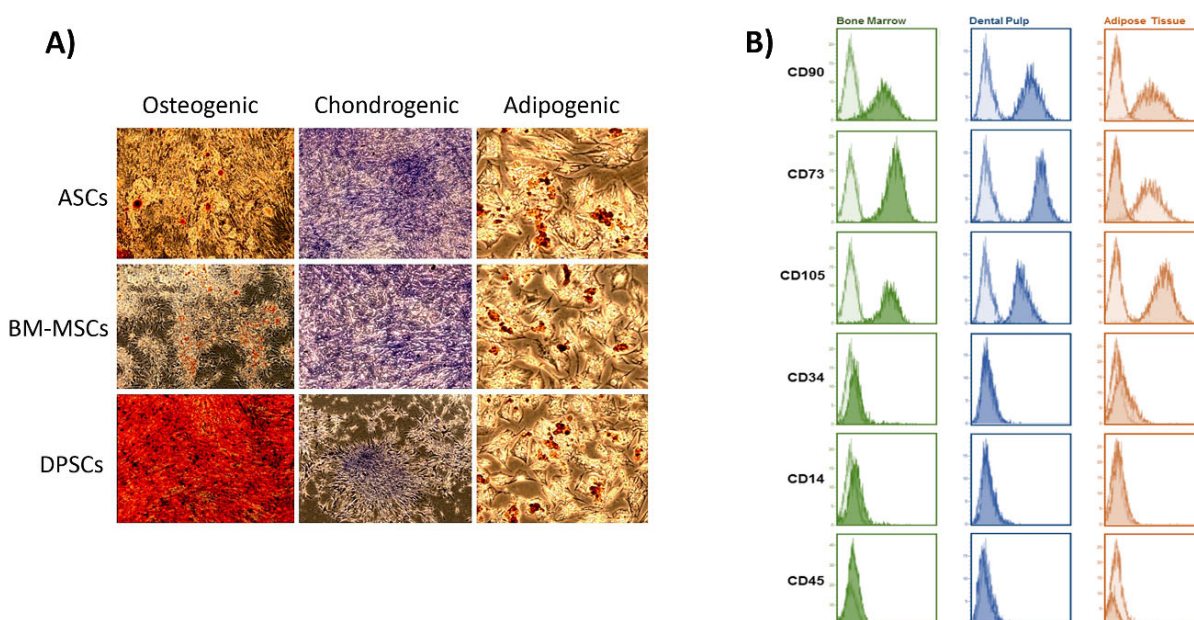 A)
Osteogenic Chondrogenic Adipogenic
ASCs
BM-MSCs
DPSCs
B)
Bone Marrow Dental Pulp Adipose Tissue
CD90
CD73
CD105
CD34
CD14
CD45